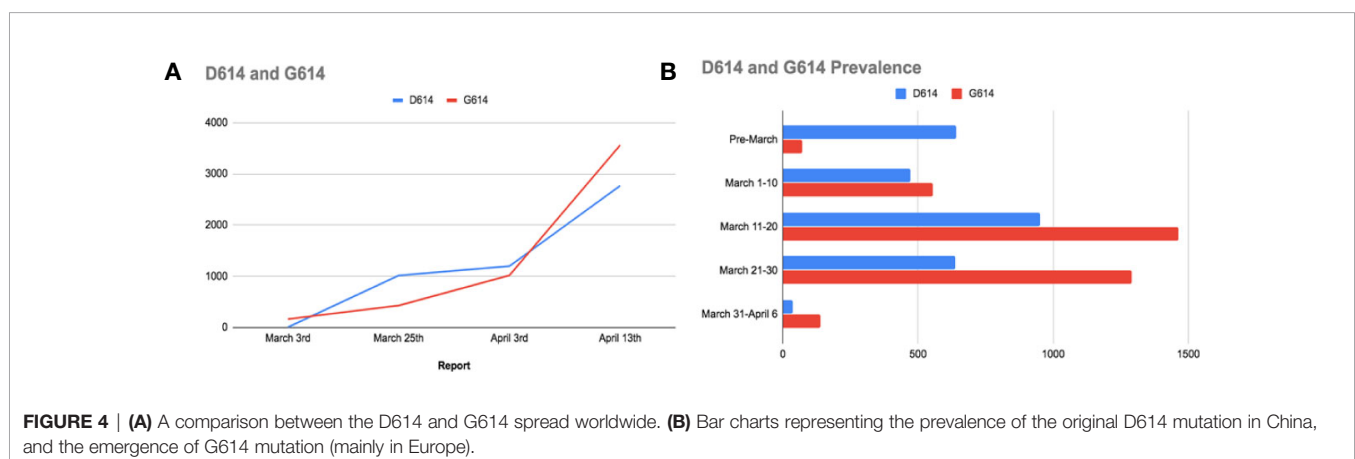 A
D614 and G614
D614 G614
4000
3000
2000
1000
0
March 3rd March 25th April 3rd April 13th
Report
B
D614 and G614 Prevalence
D614 G614
Pre-March
March 1-10
March 11-20
March 21-30
March 31-April 6
0 500 1000 1500
FIGURE 4 | (A) A comparison between the D614 and G614 spread worldwide. (B) Bar charts representing the prevalence of the original D614 mutation in China,
and the emergence of G614 mutation (mainly in Europe).